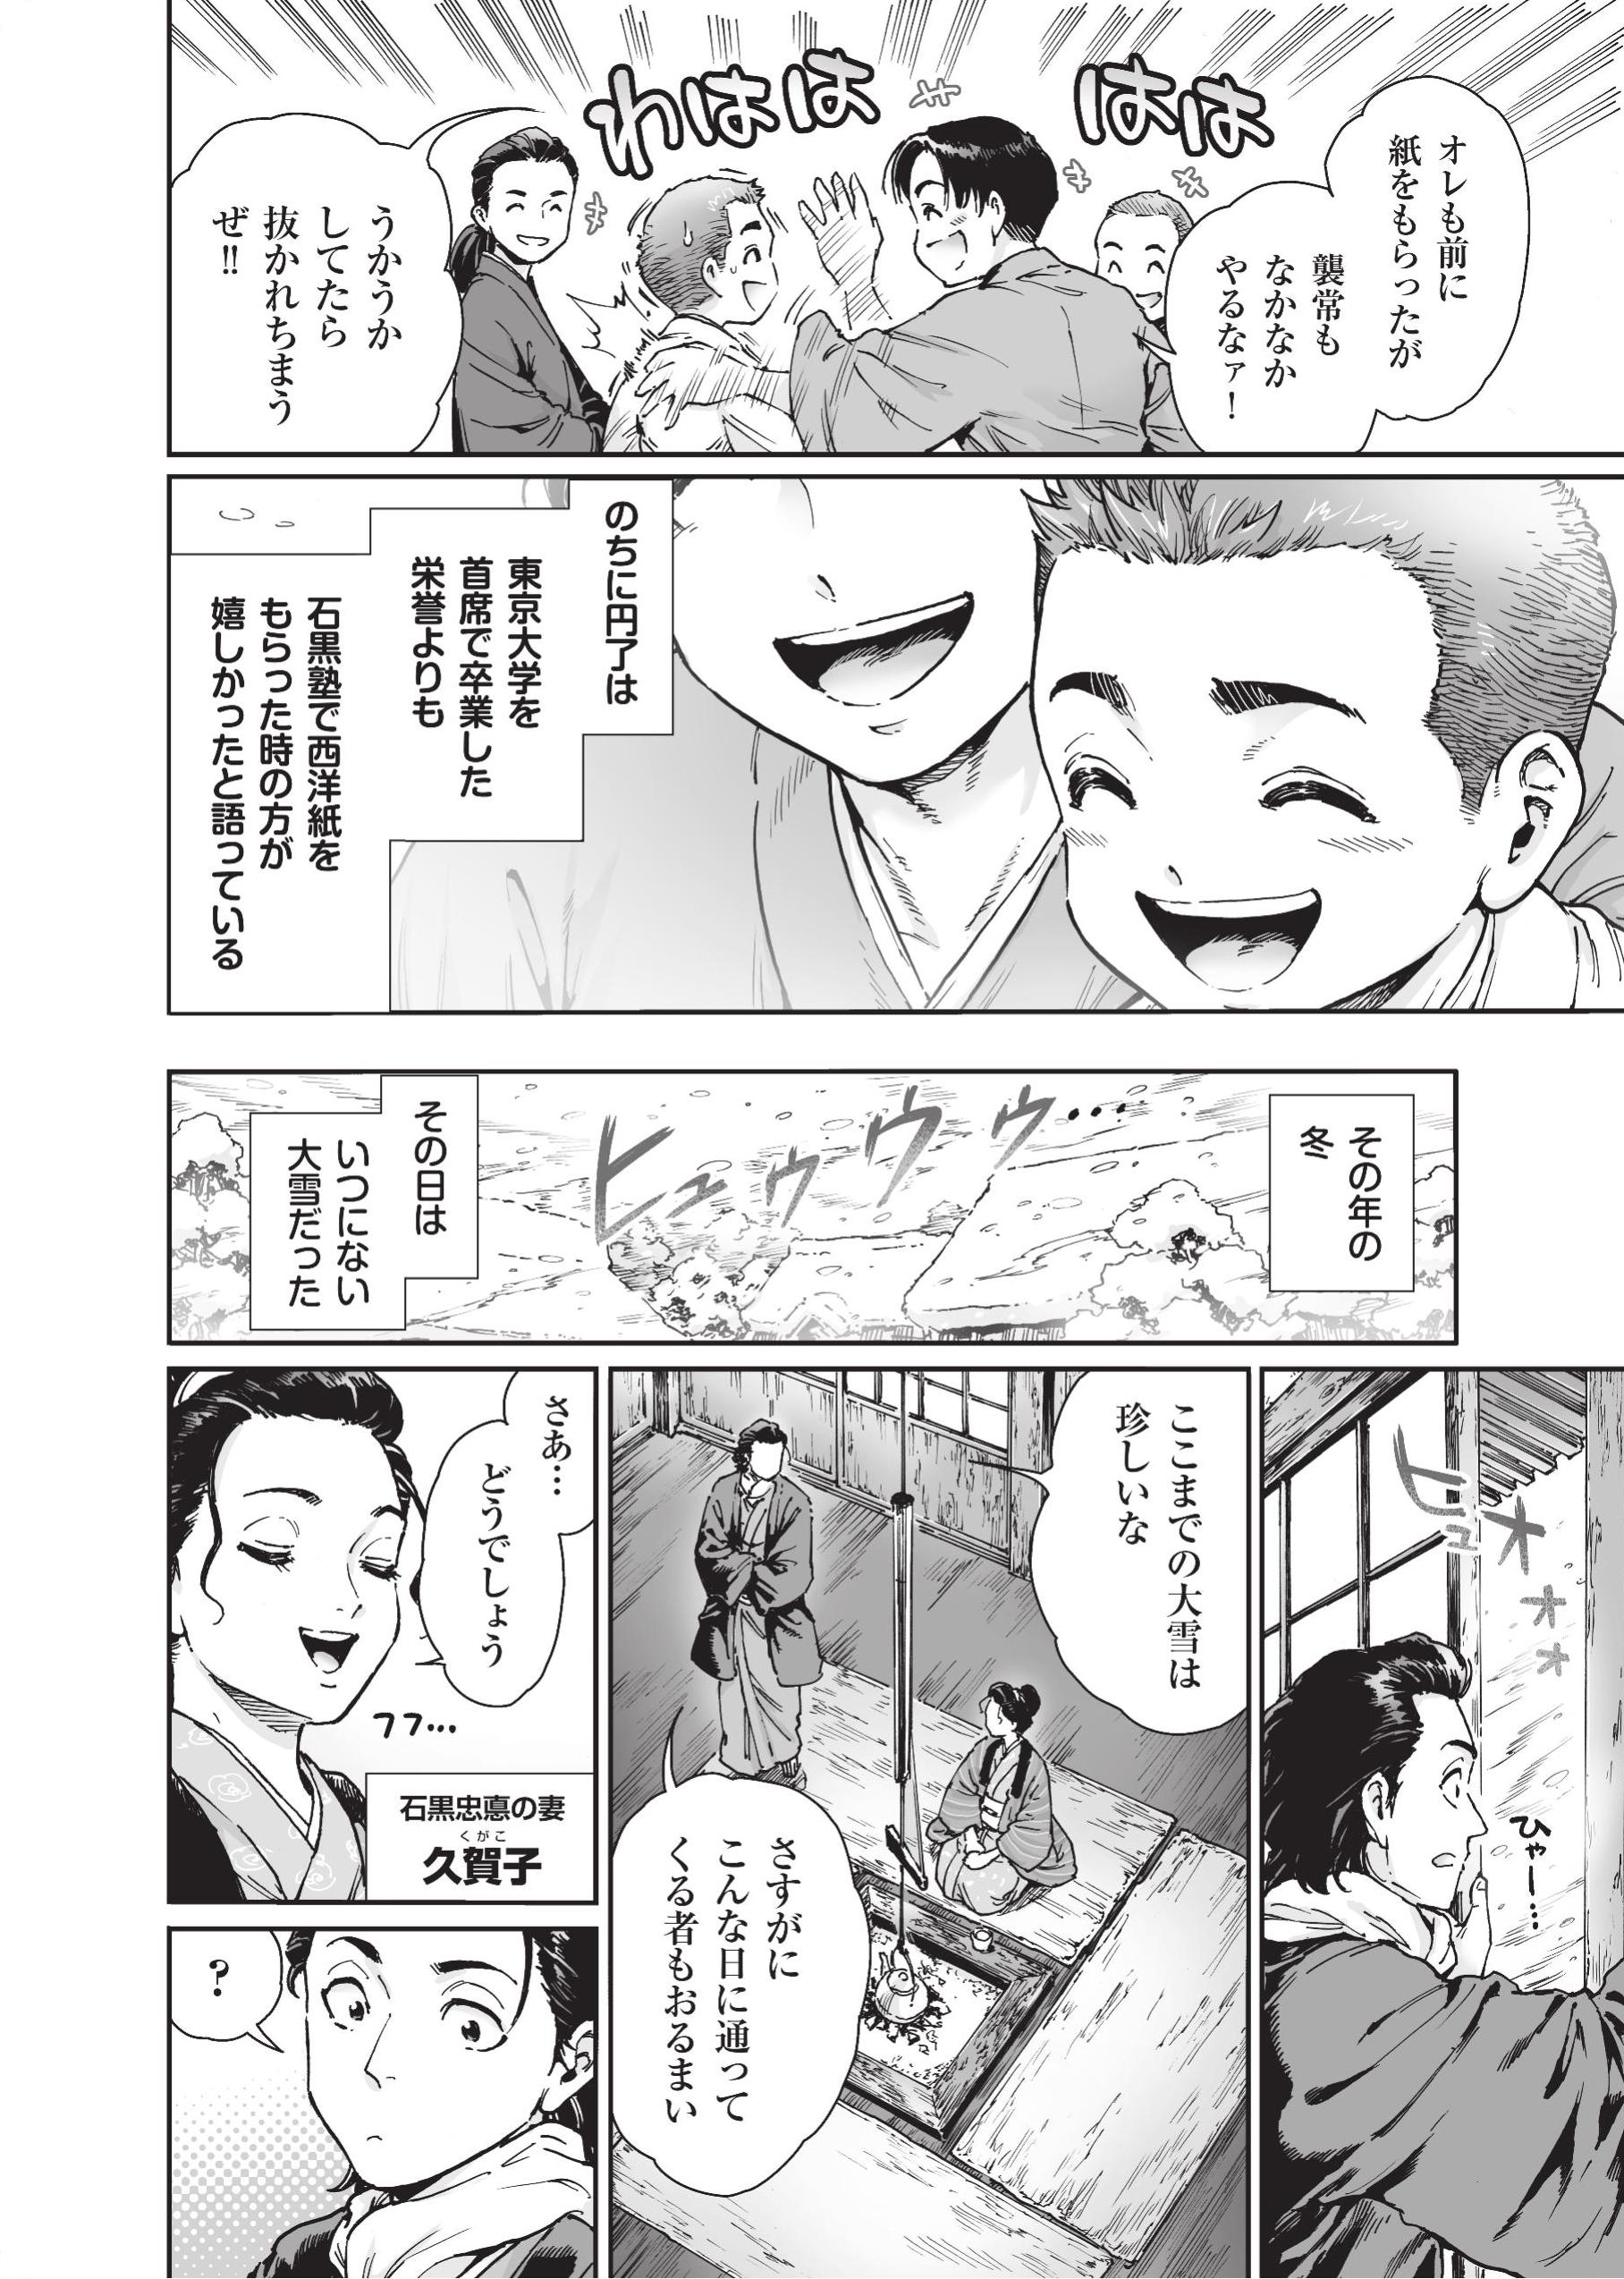 オレも前に
紙をもらったが
襲常も
なかなか
やるなァ！
はは
わはは
うかうか
してたら
抜かれちまう
ぜ!!
のちに円了は
東京大学を
首席で卒業した
栄誉よりも
石黒塾で西洋紙を
もらった時の方が
嬉しかったと語っている
その年の
冬
ヒュウウゥ…
その日は
いつにない
大雪だった
ビュオオオ
ひゃー…
ここまでの大雪は
珍しいな
さすがに
こんな日に通って
くる者もおるまい
さあ…
どうでしょう
フフ…
石黒忠悳の妻
くがこ
久賀子
？